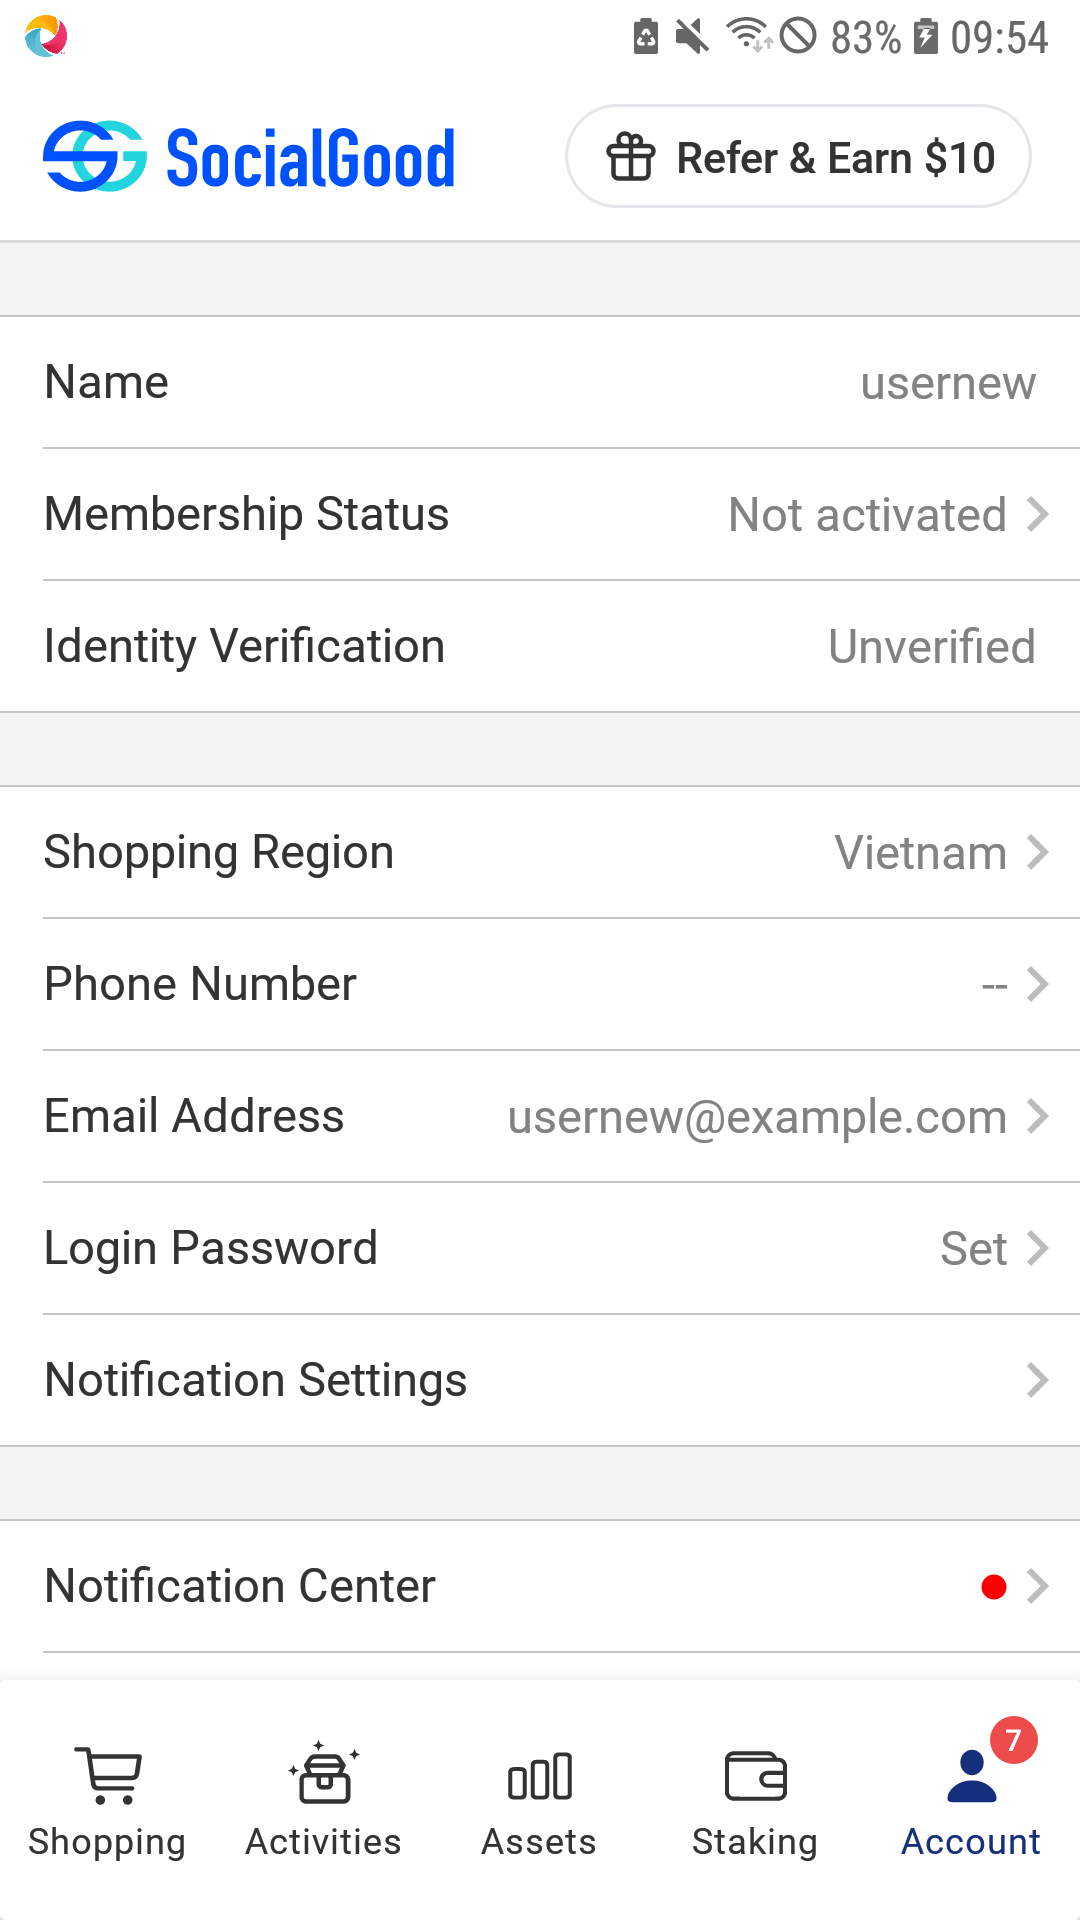 83% 09:54
SG SocialGood Refer & Earn $10
Name usernew
Membership Status Not activated
Identity Verification Unverified
Shopping Region Vietnam
Phone Number --
Email Address usernew@example.com
Login Password Set
Notification Settings
Notification Center
7
Shopping Activities Assets Staking Account